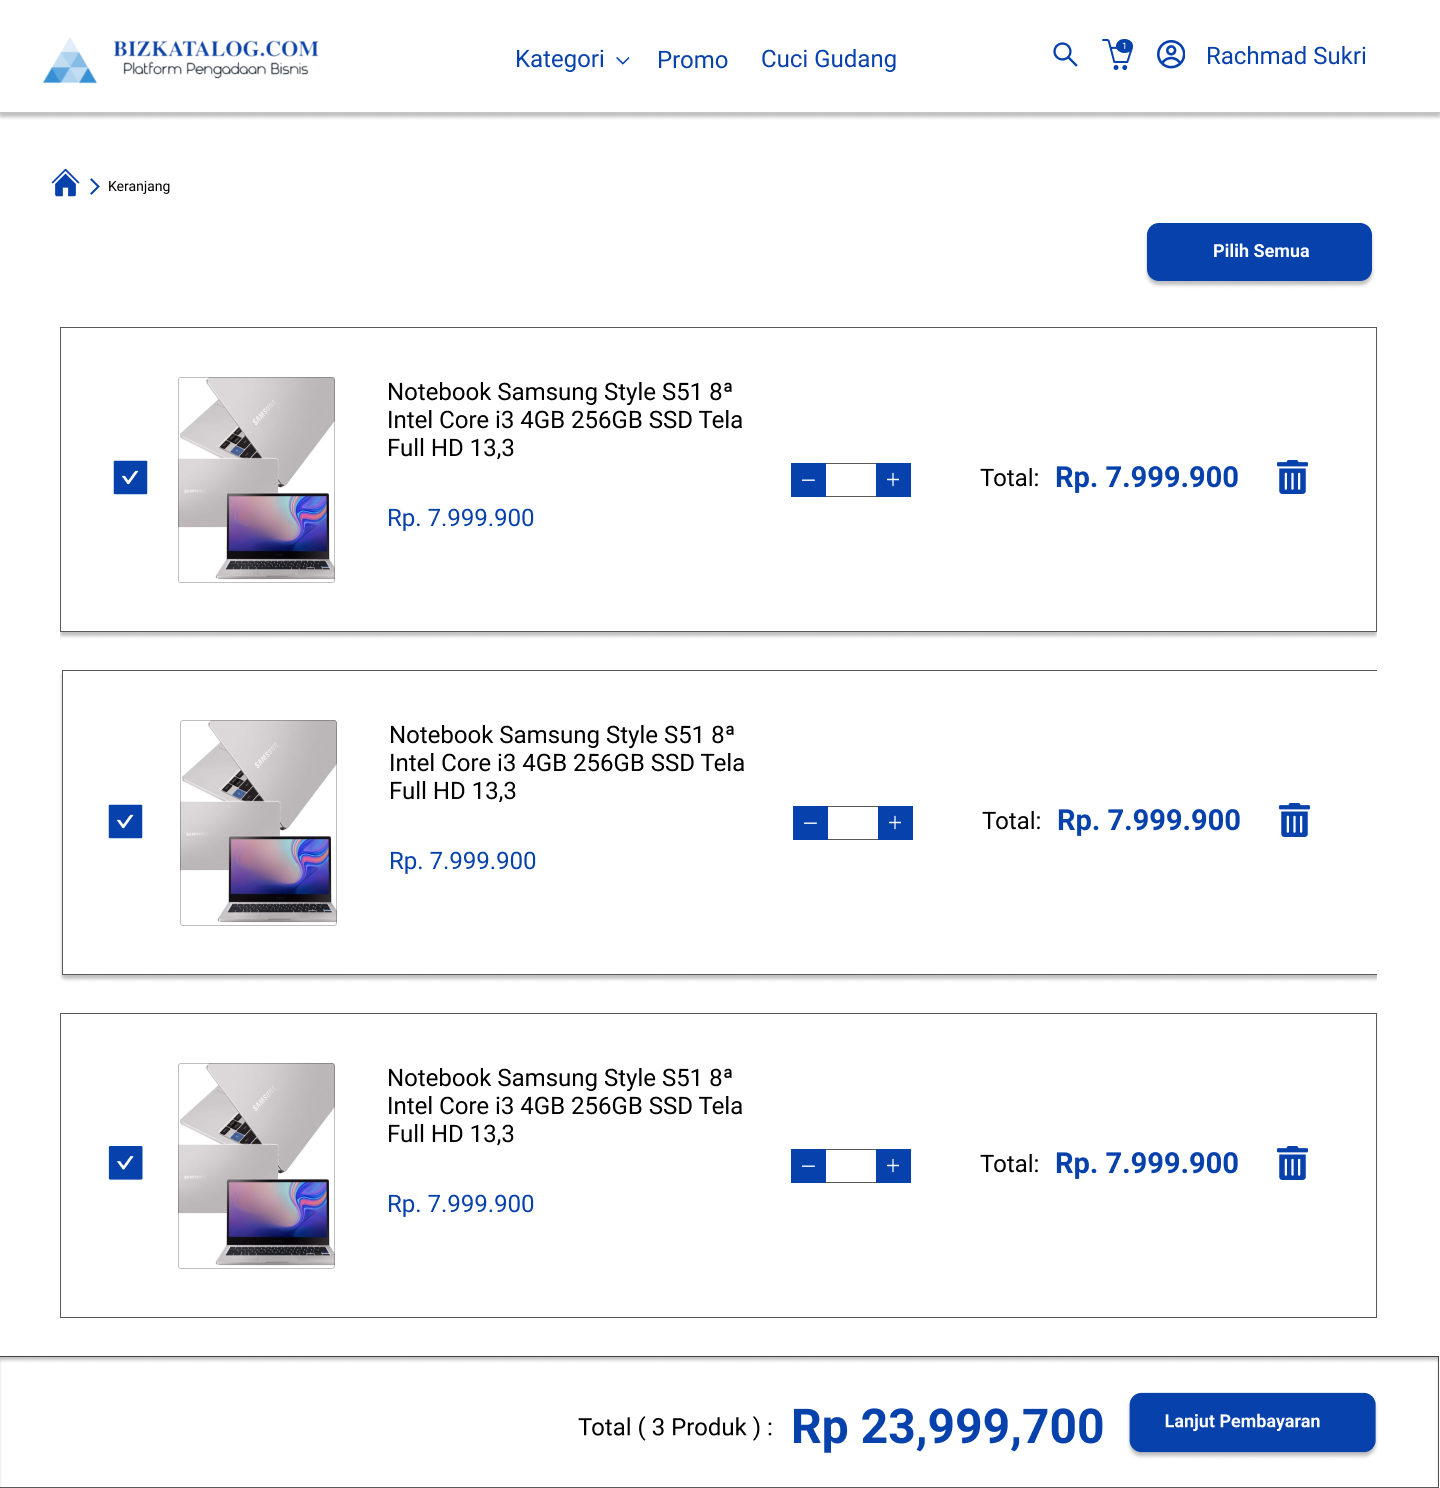 BIZKATALOG.COM
Platform Pengadaan Bisnis
Kategori
Promo
Cuci Gudang
1
Rachmad Sukri
Keranjang
Pilih Semua
Notebook Samsung Style S51 8ª
Intel Core i3 4GB 256GB SSD Tela
Full HD 13,3
Rp. 7.999.900
Total: Rp. 7.999.900
SAMSUNG
Notebook Samsung Style S51 8ª
Intel Core i3 4GB 256GB SSD Tela
Full HD 13,3
Rp. 7.999.900
Total: Rp. 7.999.900
SAMSUNG
Notebook Samsung Style S51 8ª
Intel Core i3 4GB 256GB SSD Tela
Full HD 13,3
Rp. 7.999.900
Total: Rp. 7.999.900
SAMSUNG
Total ( 3 Produk ) : Rp 23,999,700
Lanjut Pembayaran